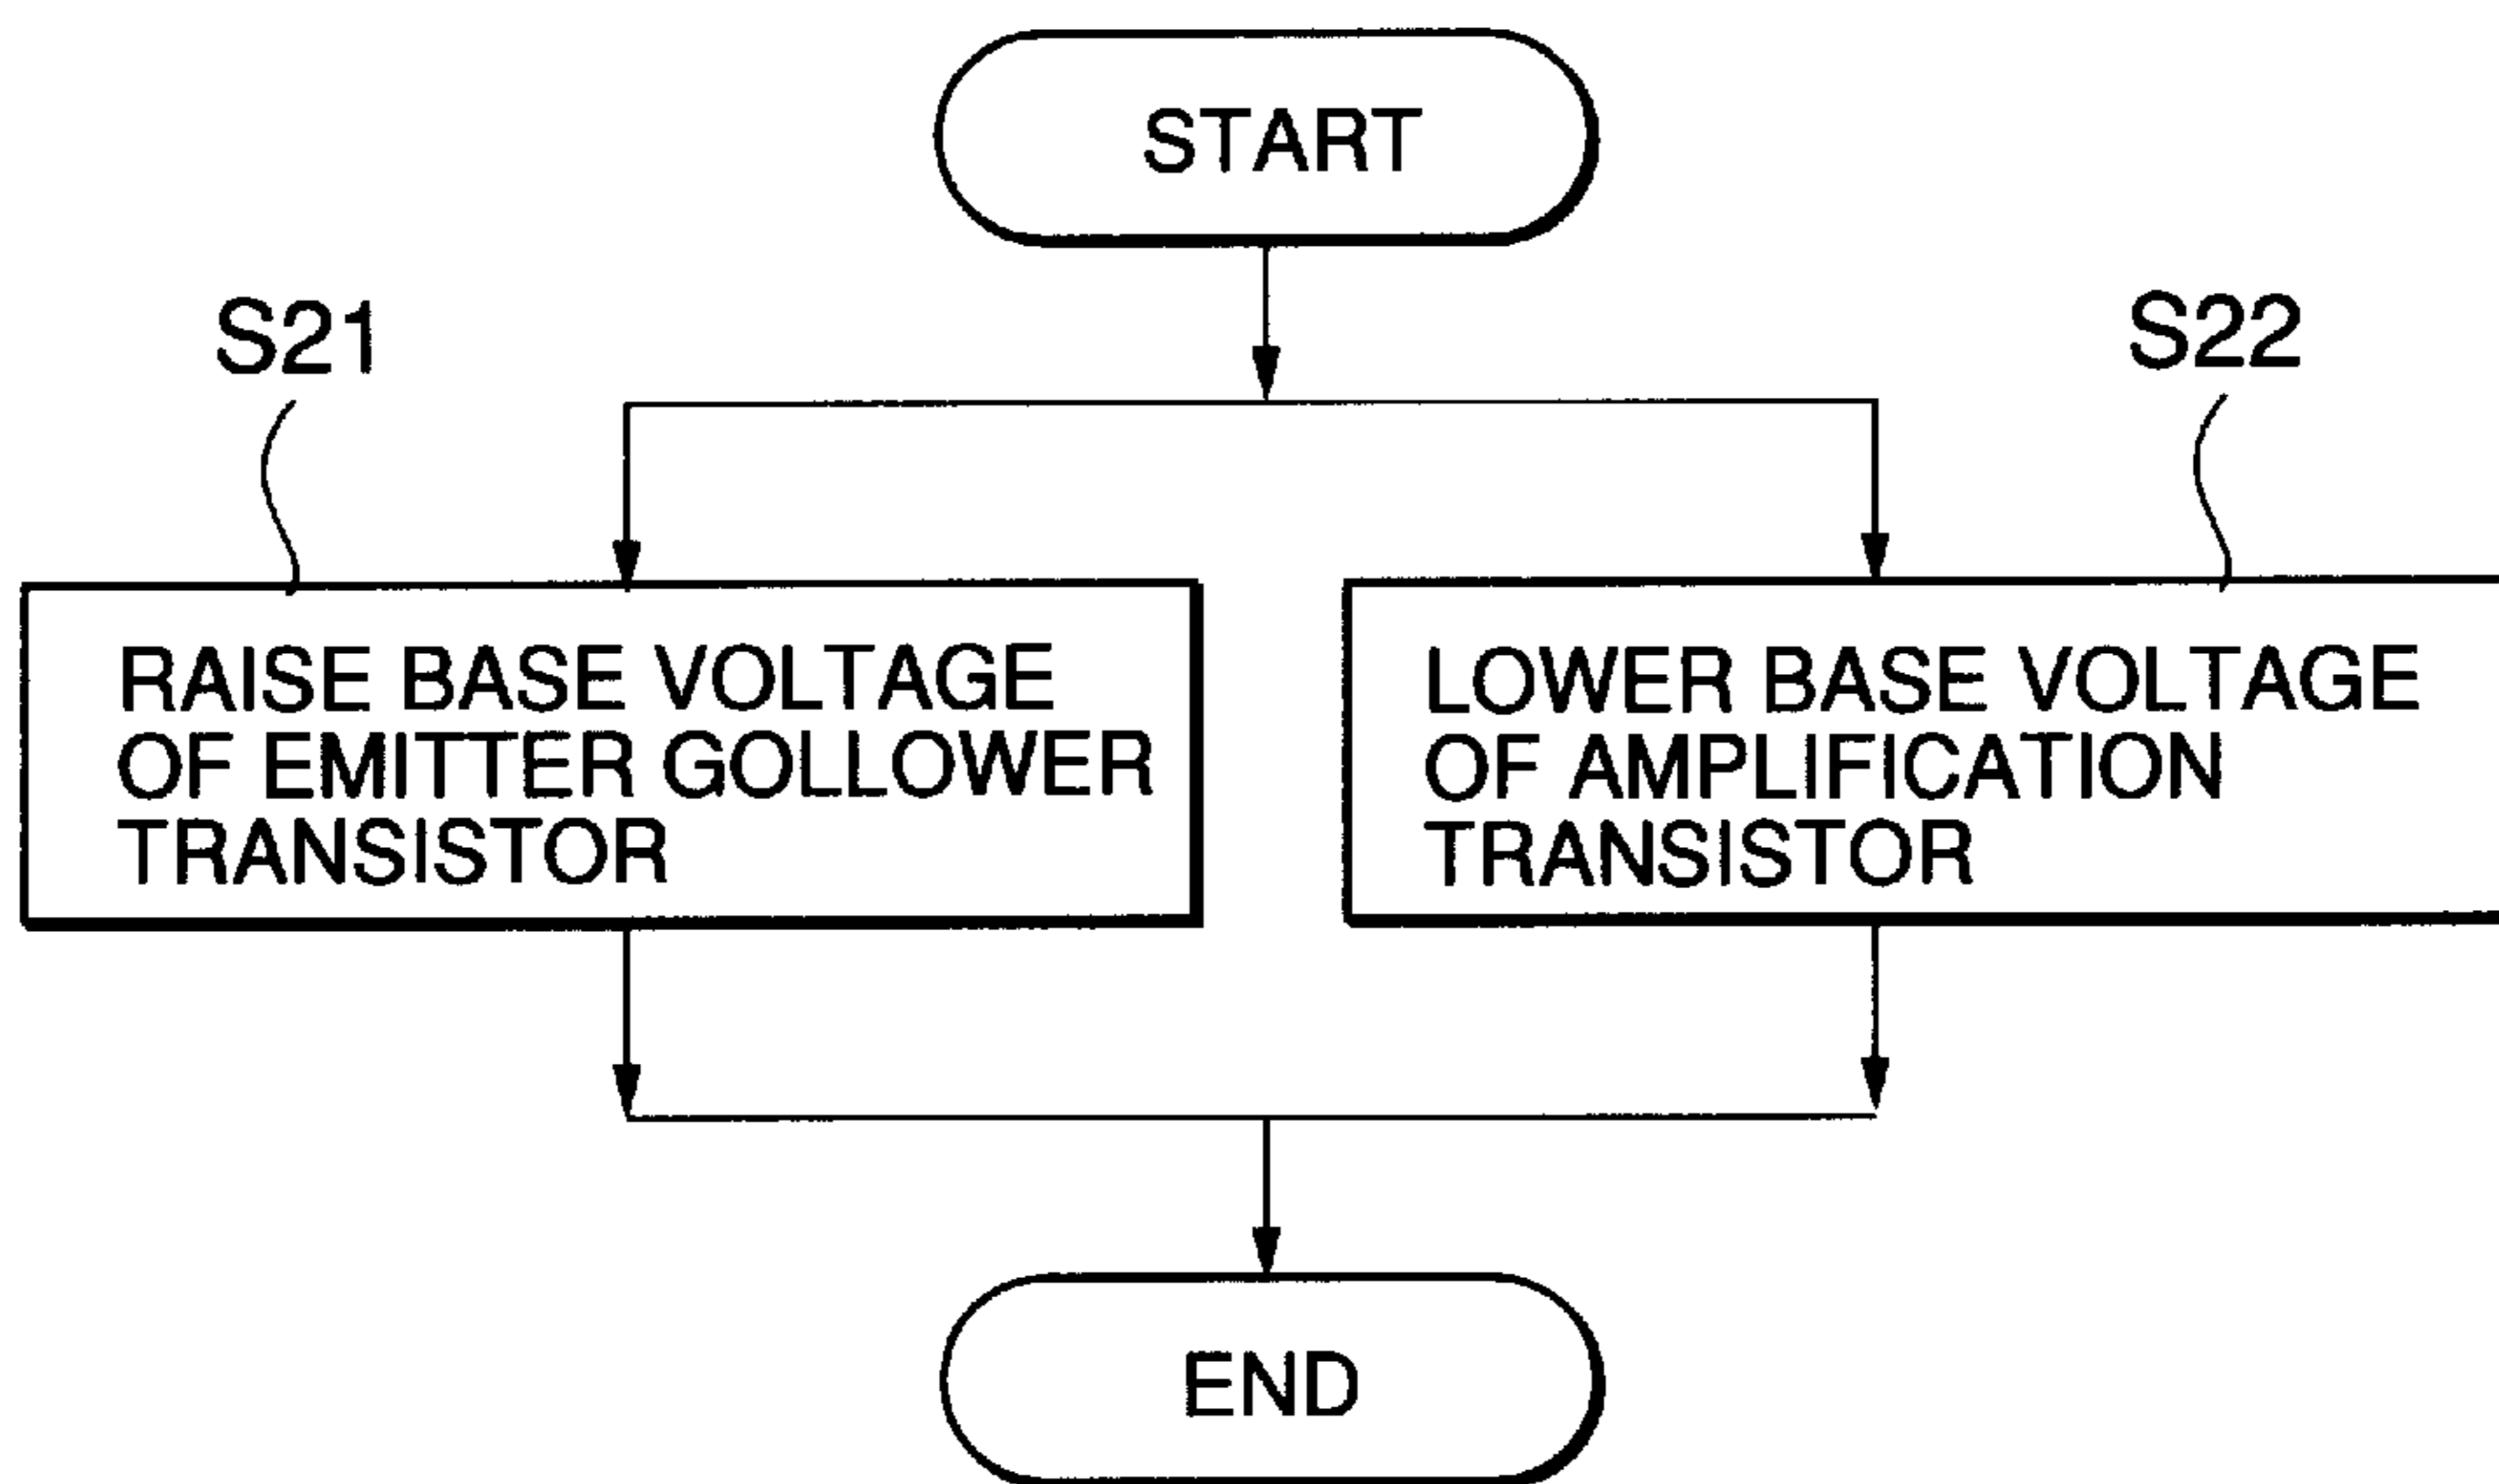 START
S21
S22
RAISE BASE VOLTAGE
OF EMITTER GOLLOWER
TRANSISTOR
LOWER BASE VOLTAGE
OF AMPLIFICATION
TRANSISTOR
END